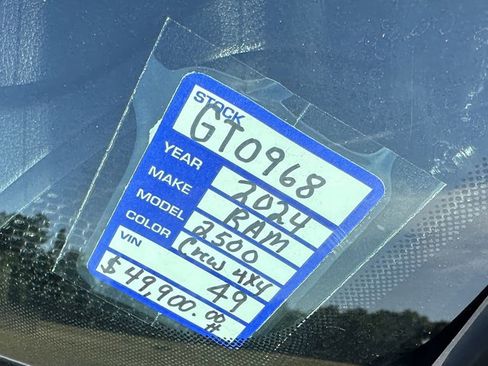 STOCK
GT0968
YEAR 2024
MAKE RAM
MODEL 2500
COLOR Crew 4x4
VIN 49
$49,900.00